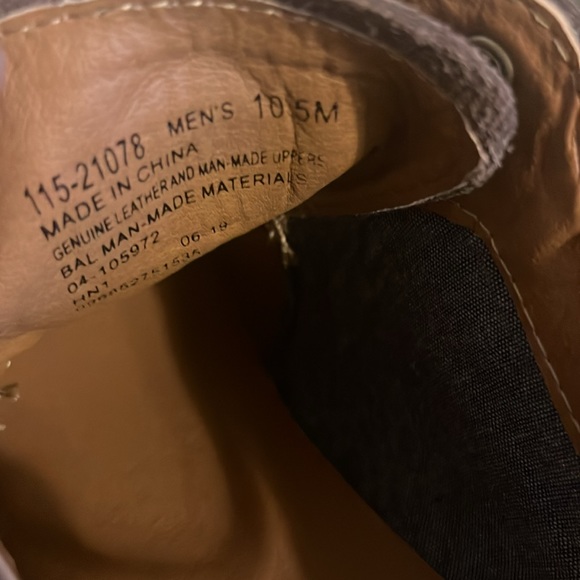 115-21078 MEN'S 10.5M
MADE IN CHINA
GENUINE LEATHER AND MAN-MADE UPPERS
BAL MAN-MADE MATERIALS
04-105972 06-19
HN1